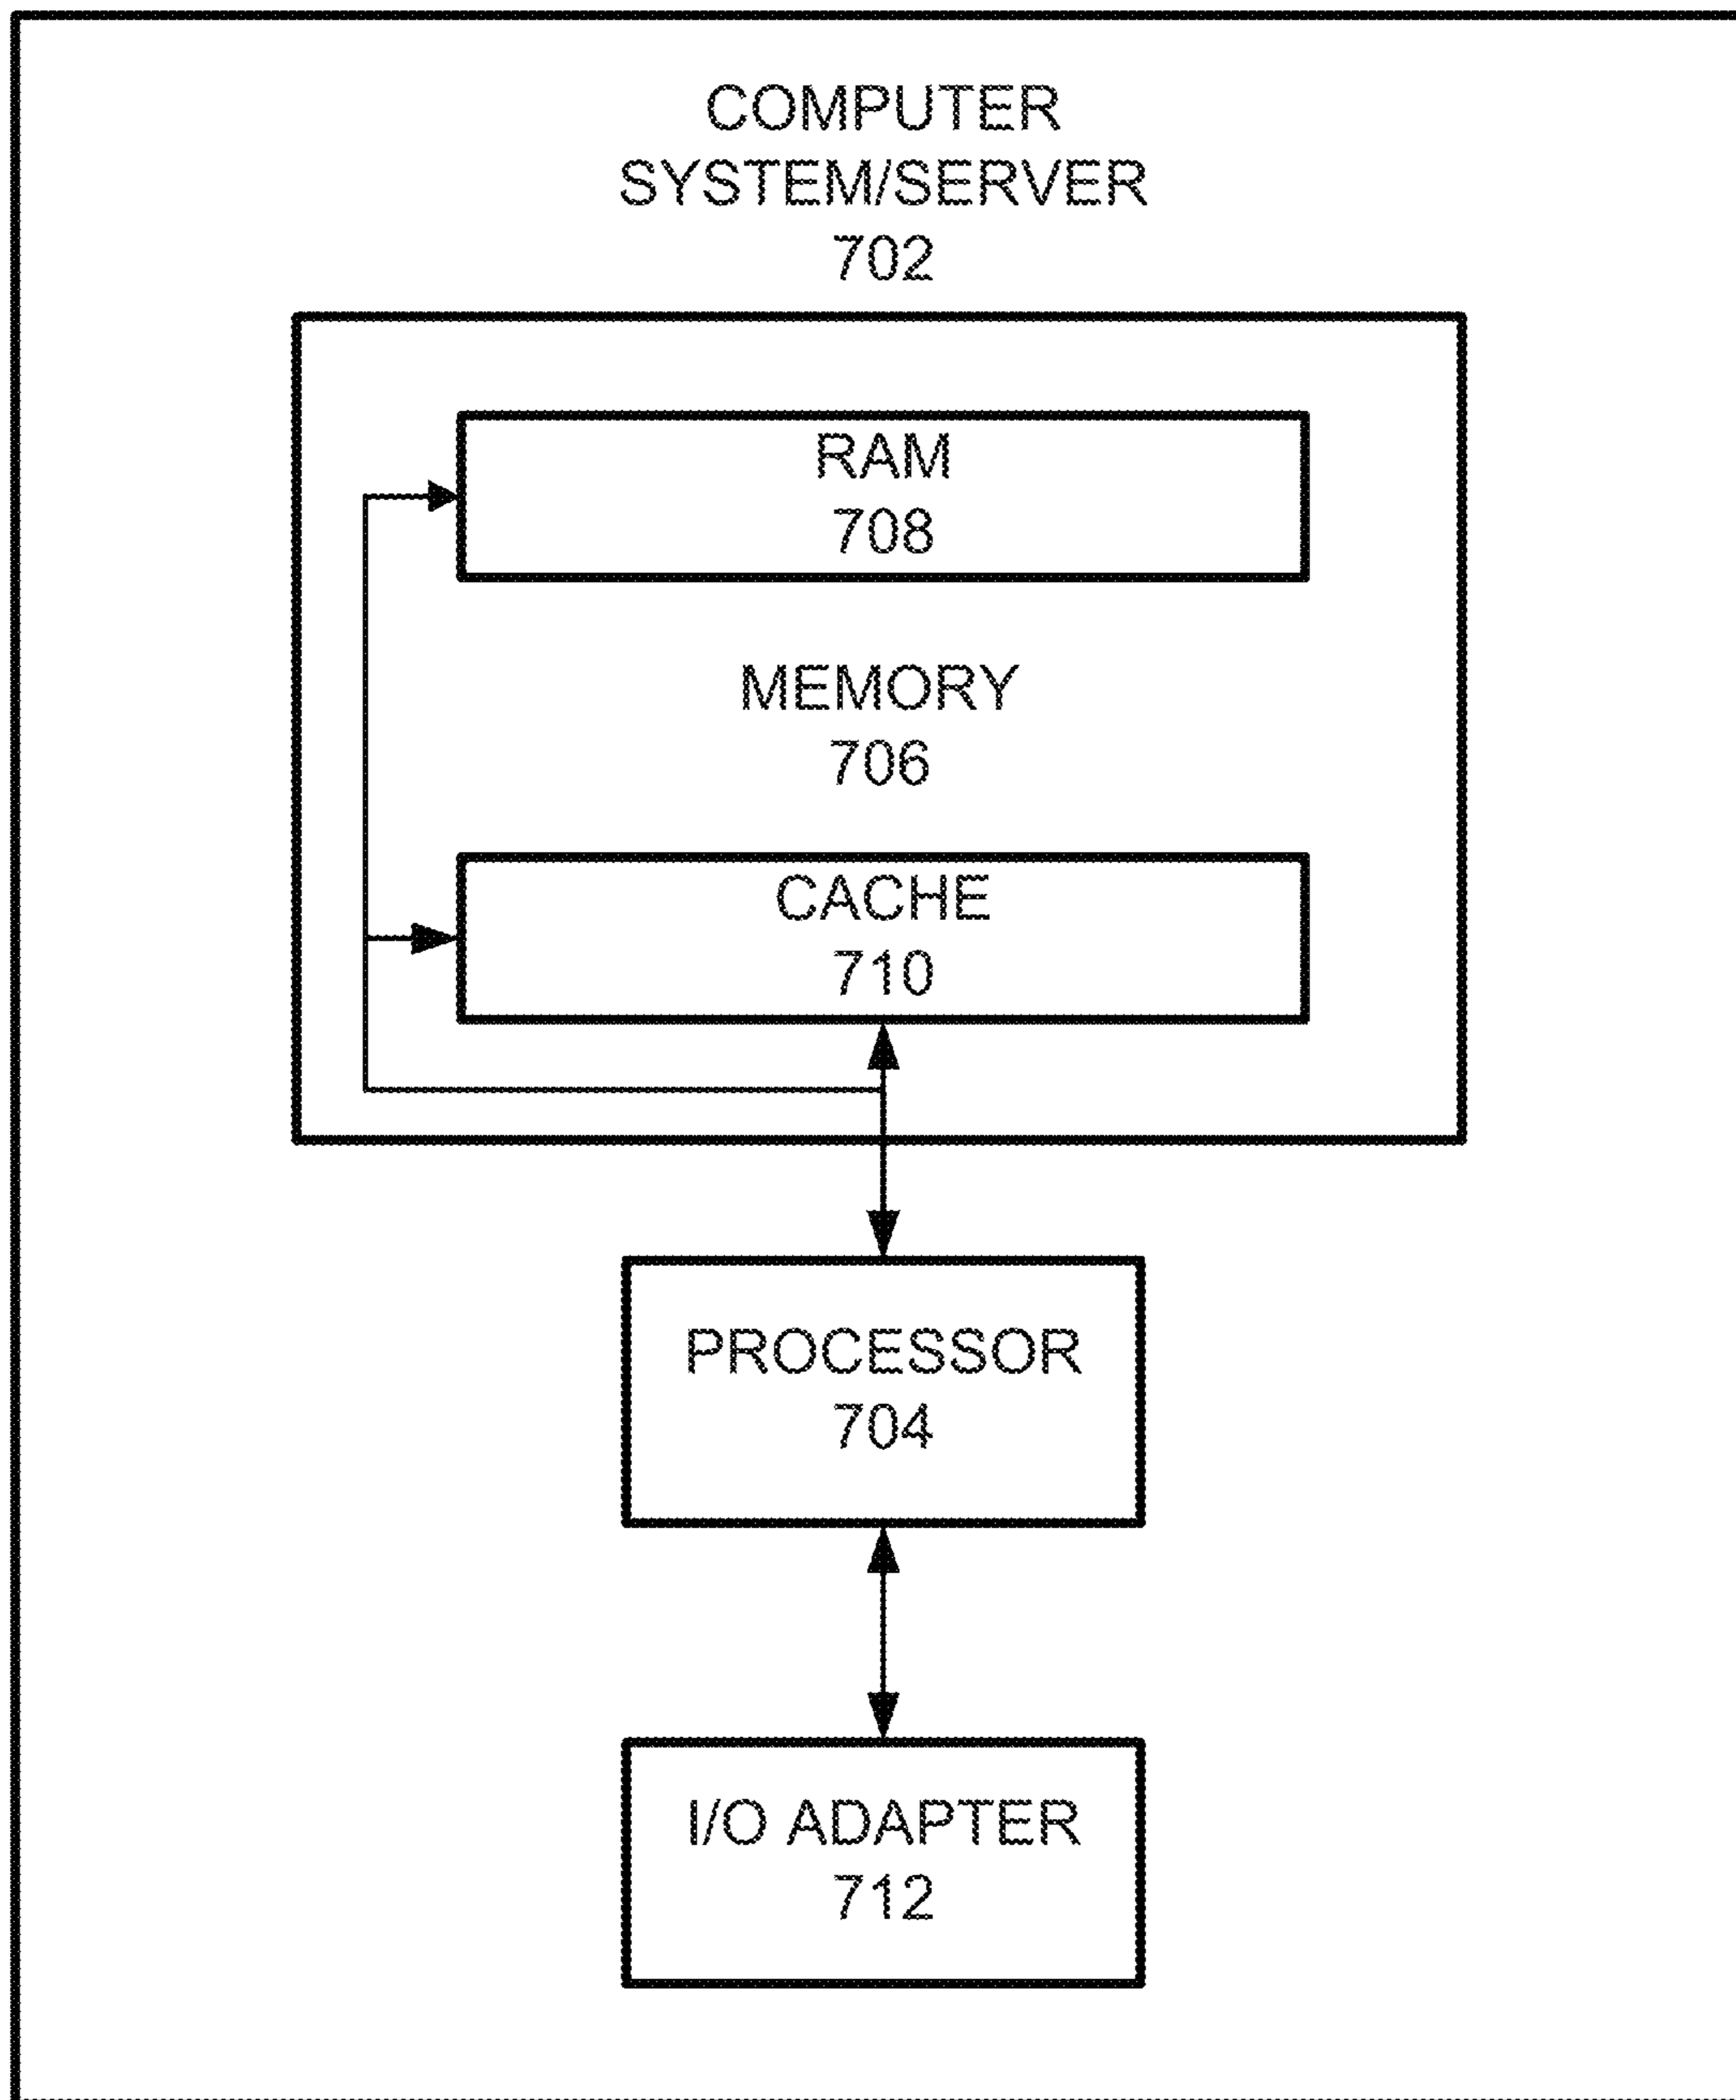 COMPUTER
SYSTEM/SERVER
702
RAM
708
MEMORY
706
CACHE
710
PROCESSOR
704
I/O ADAPTER
712